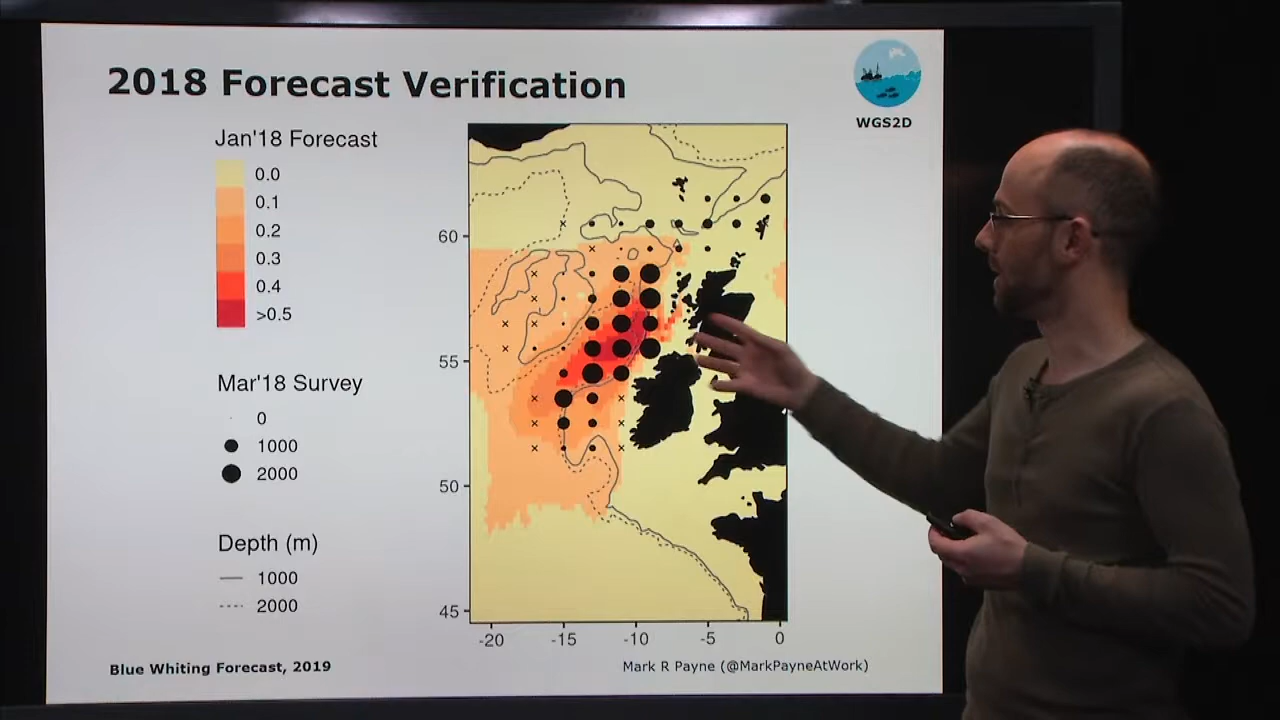 2018 Forecast Verification
WGS2D
Jan'18 Forecast
0.0
0.1
0.2
0.3
0.4
>0.5
Mar'18 Survey
0
1000
2000
Depth (m)
1000
2000
60
55
50
45
-20 -15 -10 -5 0
Blue Whiting Forecast, 2019
Mark R Payne (@MarkPayneAtWork)